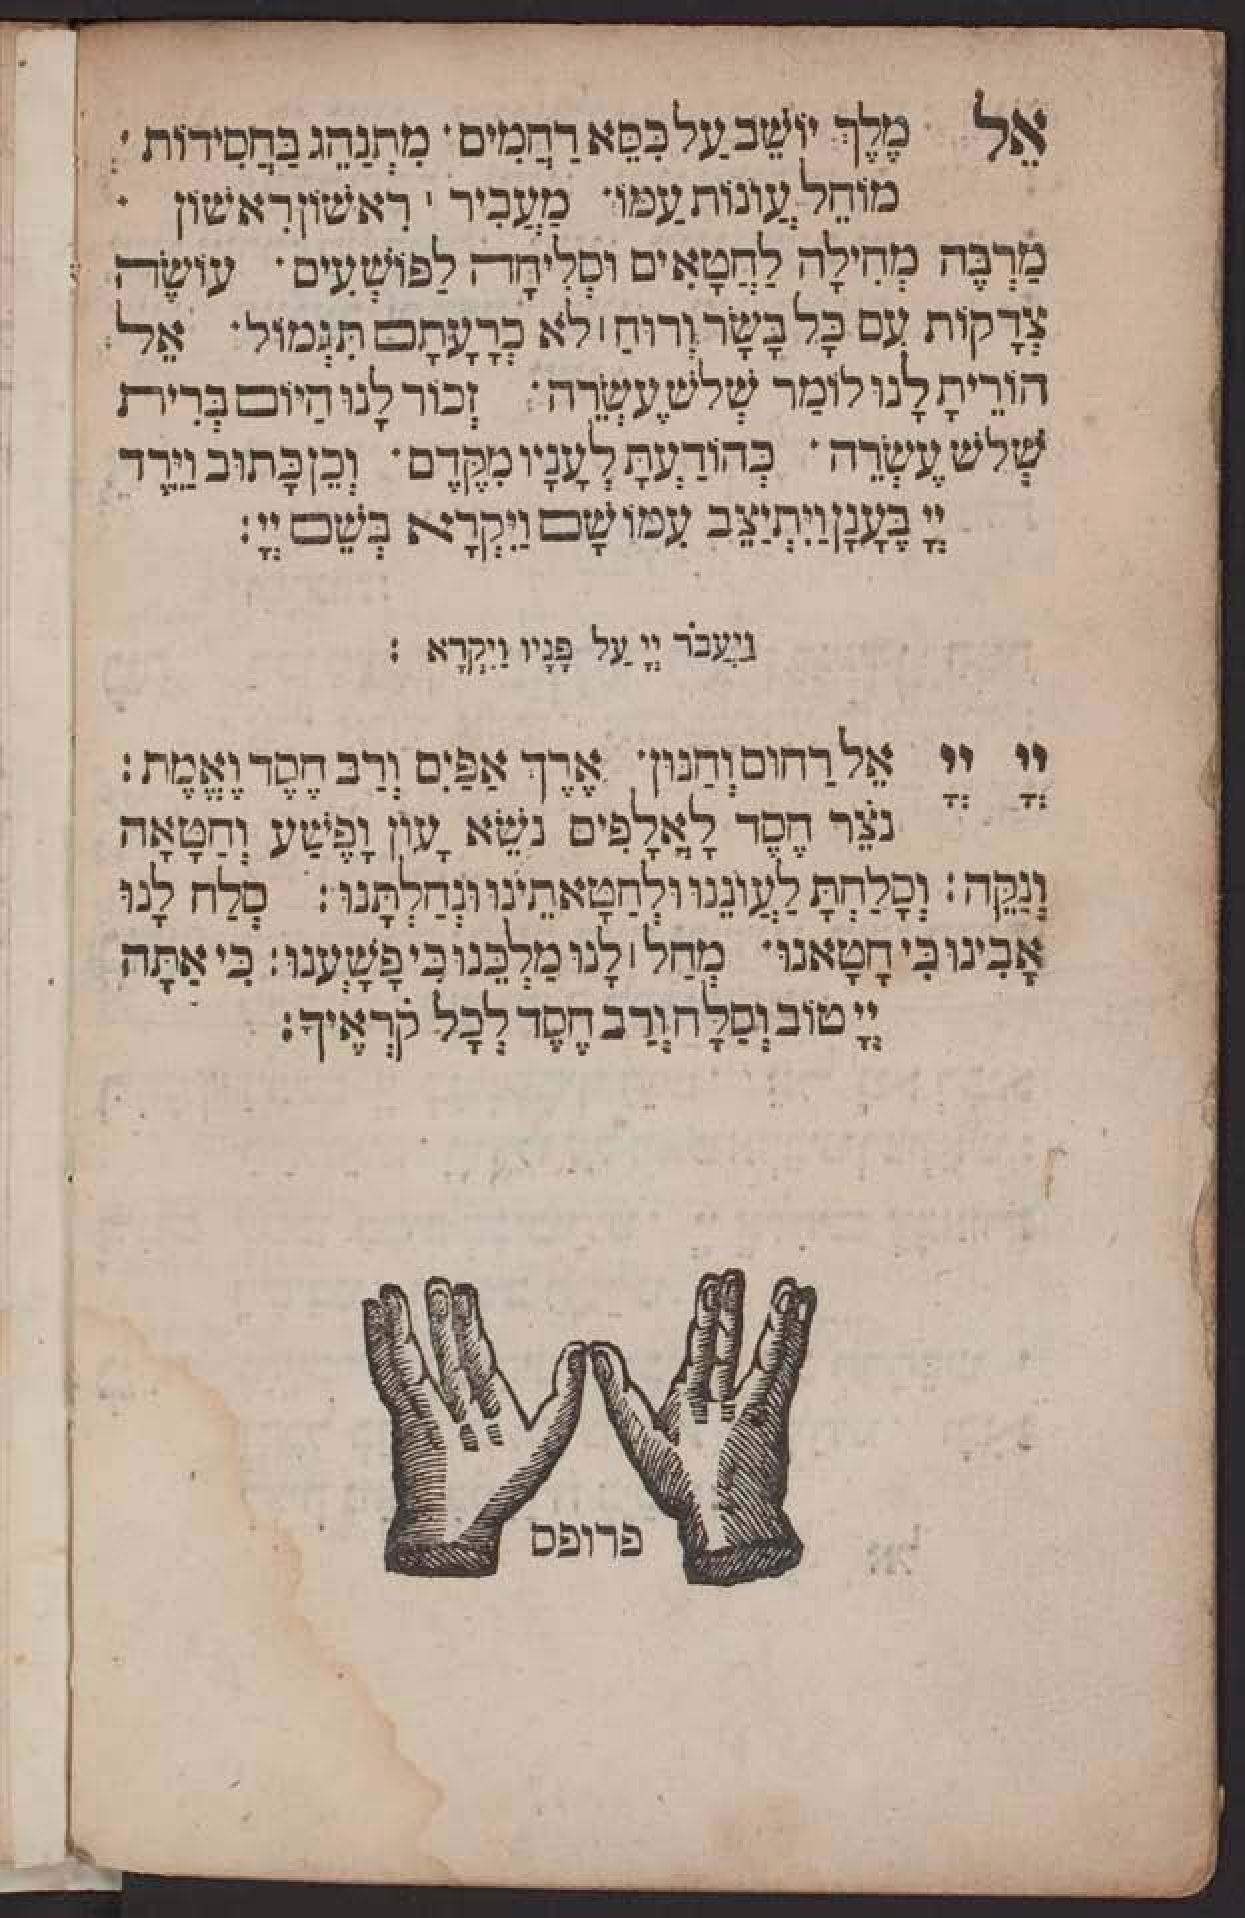 אֵל מֶלֶךְ יוֹשֵׁב עַל כִּסֵּא רַחֲמִים · מִתְנַהֵג בַּחֲסִידוּת ·
מוֹחֵל עֲוֹנוֹת עַמּוֹ · מַעֲבִיר ׀ רִאשׁוֹן רִאשׁוֹן ·
מַרְבֶּה מְחִילָה לַחֲטָאִים וּסְלִיחָה לַפּוֹשְׁעִים · עוֹשֶׂה
צְדָקוֹת עִם כָּל בָּשָׂר וְרוּחַ ׀ לֹא כְרָעָתָם תִּגְמוֹל · אֵל
הוֹרֵיתָ לָנוּ לוֹמַר שְׁלֹשׁ עֶשְׂרֵה · זְכוֹר לָנוּ הַיּוֹם בְּרִית
שְׁלֹשׁ עֶשְׂרֵה · כְּהוֹדַעְתָּ לְעָנָיו מִקֶּדֶם · וְכֵן כָּתוּב וַיֵּרֶד
יְיָ בֶּעָנָן וַיִּתְיַצֵּב עִמּוֹ שָׁם וַיִּקְרָא בְשֵׁם יְיָ :
וַיַּעֲבֹר יְיָ עַל פָּנָיו וַיִּקְרָא :
יְיָ יְיָ אֵל רַחוּם וְחַנּוּן · אֶרֶךְ אַפַּיִם וְרַב חֶסֶד וֶאֱמֶת :
נֹצֵר חֶסֶד לָאֲלָפִים נֹשֵׂא עָוֹן וָפֶשַׁע וְחַטָּאָה
וְנַקֵּה : וְסָלַחְתָּ לַעֲוֹנֵנוּ וּלְחַטָּאתֵינוּ וּנְחַלְתָּנוּ : סְלַח לָנוּ
אָבִינוּ כִּי חָטָאנוּ · מְחַל ׀ לָנוּ מַלְכֵּנוּ כִּי פָשָׁעְנוּ : כִּי אַתָּה
יְיָ טוֹב וְסַלָּח וְרַב חֶסֶד לְכָל קֹרְאֶיךָ :
פרופס